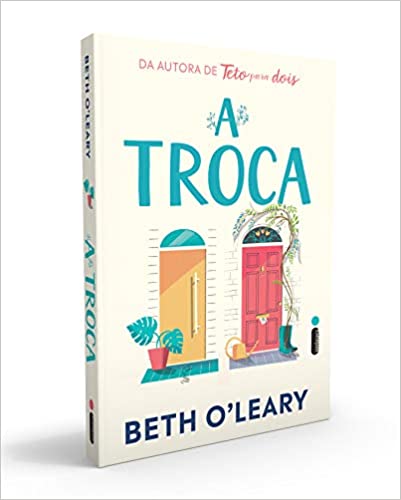 DA AUTORA DE Teto para dois
A
TROCA
BETH O'LEARY
BETH O'LEARY
A TROCA